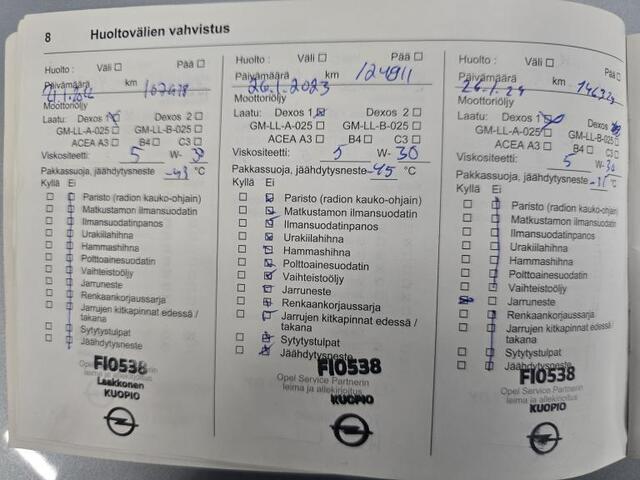 8 Huoltovälien vahvistus
Huolto : Väli ☐ Pää ☐
Päivämäärä km
Moottoriöljy
Laatu: Dexos 1 ☒ Dexos 2 ☐
GM-LL-A-025 ☐ GM-LL-B-025 ☐
ACEA A3 ☐ B4 ☐ C3 ☐
Viskositeetti: 5 W- 30
Pakkassuoja, jäähdytysneste °C
Kyllä Ei
Paristo (radion kauko-ohjain)
Matkustamon ilmansuodatin
Ilmansuodatinpanos
Urakiilahihna
Hammashihna
Polttoainesuodatin
Vaihteistoöljy
Jarruneste
Renkaankorjaussarja
Jarrujen kitkapinnat edessä /
takana
Sytytystulpat
Jäähdytysneste
FI0538
Opel Service Partnerin
leima ja allekirjoitus
Laakkonen
KUOPIO
Huolto : Väli ☐ Pää ☐
Päivämäärä 26.1.2023 km 124911
Moottoriöljy
Laatu: Dexos 1 ☒ Dexos 2 ☐
GM-LL-A-025 ☐ GM-LL-B-025 ☐
ACEA A3 ☐ B4 ☐ C3 ☐
Viskositeetti: 5 W- 30
Pakkassuoja, jäähdytysneste -45 °C
Kyllä Ei
Paristo (radion kauko-ohjain)
Matkustamon ilmansuodatin
Ilmansuodatinpanos
Urakiilahihna
Hammashihna
Polttoainesuodatin
Vaihteistoöljy
Jarruneste
Renkaankorjaussarja
Jarrujen kitkapinnat edessä /
takana
Sytytystulpat
Jäähdytysneste
FI0538
Opel Service Partnerin
leima ja allekirjoitus
KUOPIO
Huolto : Väli ☐ Pää ☐
Päivämäärä 24.1.24 km
Moottoriöljy
Laatu: Dexos 1 ☒ Dexos 2 ☐
GM-LL-A-025 ☐ GM-LL-B-025 ☐
ACEA A3 ☐ B4 ☐ C3 ☐
Viskositeetti: 5 W- 30
Pakkassuoja, jäähdytysneste °C
Kyllä Ei
Paristo (radion kauko-ohjain)
Matkustamon ilmansuodatin
Ilmansuodatinpanos
Urakiilahihna
Hammashihna
Polttoainesuodatin
Vaihteistoöljy
Jarruneste
Renkaankorjaussarja
Jarrujen kitkapinnat edessä /
takana
Sytytystulpat
Jäähdytysneste
FI0538
Opel Service Partnerin
leima ja allekirjoitus
KUOPIO